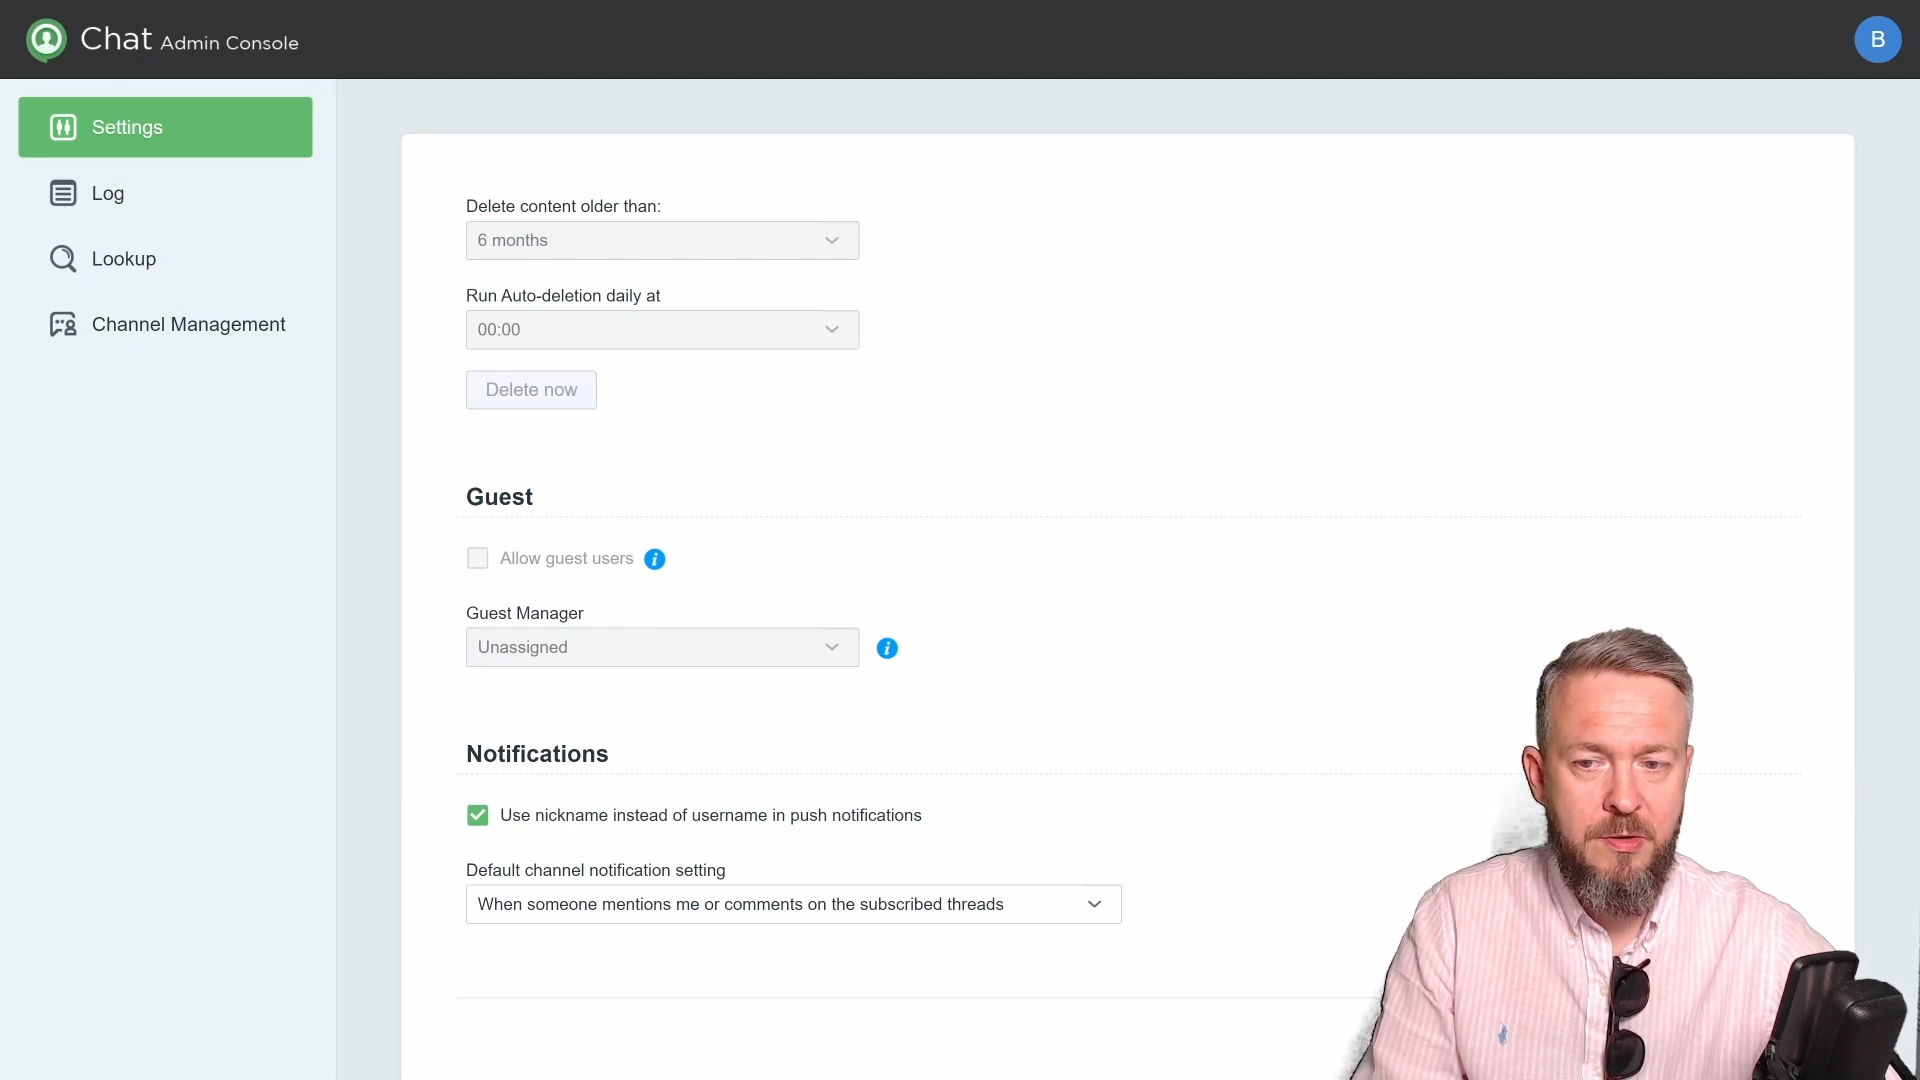 Chat Admin Console
B
Settings
Log
Lookup
Channel Management
Delete content older than:
6 months
Run Auto-deletion daily at
00:00
Delete now
Guest
Allow guest users
Guest Manager
Unassigned
Notifications
Use nickname instead of username in push notifications
Default channel notification setting
When someone mentions me or comments on the subscribed threads